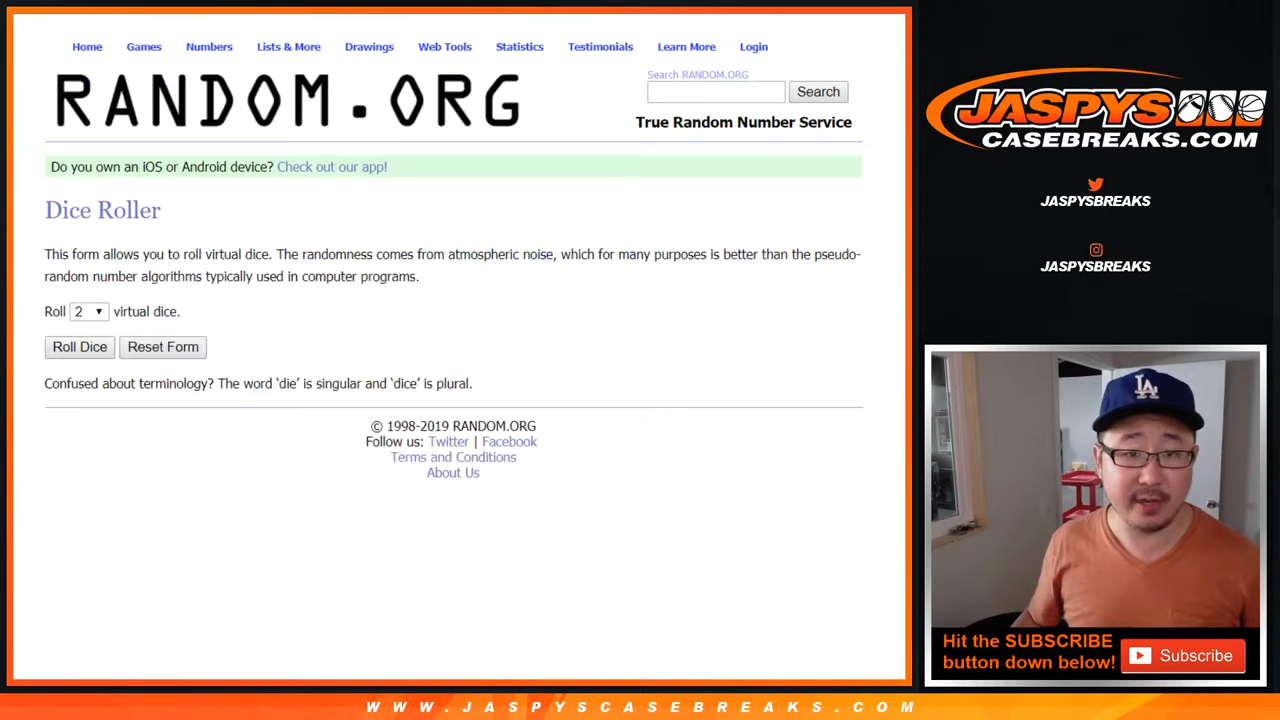 Home Games Numbers Lists & More Drawings Web Tools Statistics Testimonials Learn More Login
RANDOM.ORG
Search RANDOM.ORG
Search
True Random Number Service
Do you own an iOS or Android device? Check out our app!
Dice Roller
This form allows you to roll virtual dice. The randomness comes from atmospheric noise, which for many purposes is better than the pseudo-
random number algorithms typically used in computer programs.
Roll 2 virtual dice.
Roll Dice Reset Form
Confused about terminology? The word ‘die’ is singular and ‘dice’ is plural.
© 1998-2019 RANDOM.ORG
Follow us: Twitter | Facebook
Terms and Conditions
About Us
JASPYS
CASEBREAKS.COM
JASPYSBREAKS
JASPYSBREAKS
LA
Hit the SUBSCRIBE
button down below!
Subscribe
WWW.JASPYSCASEBREAKS.COM